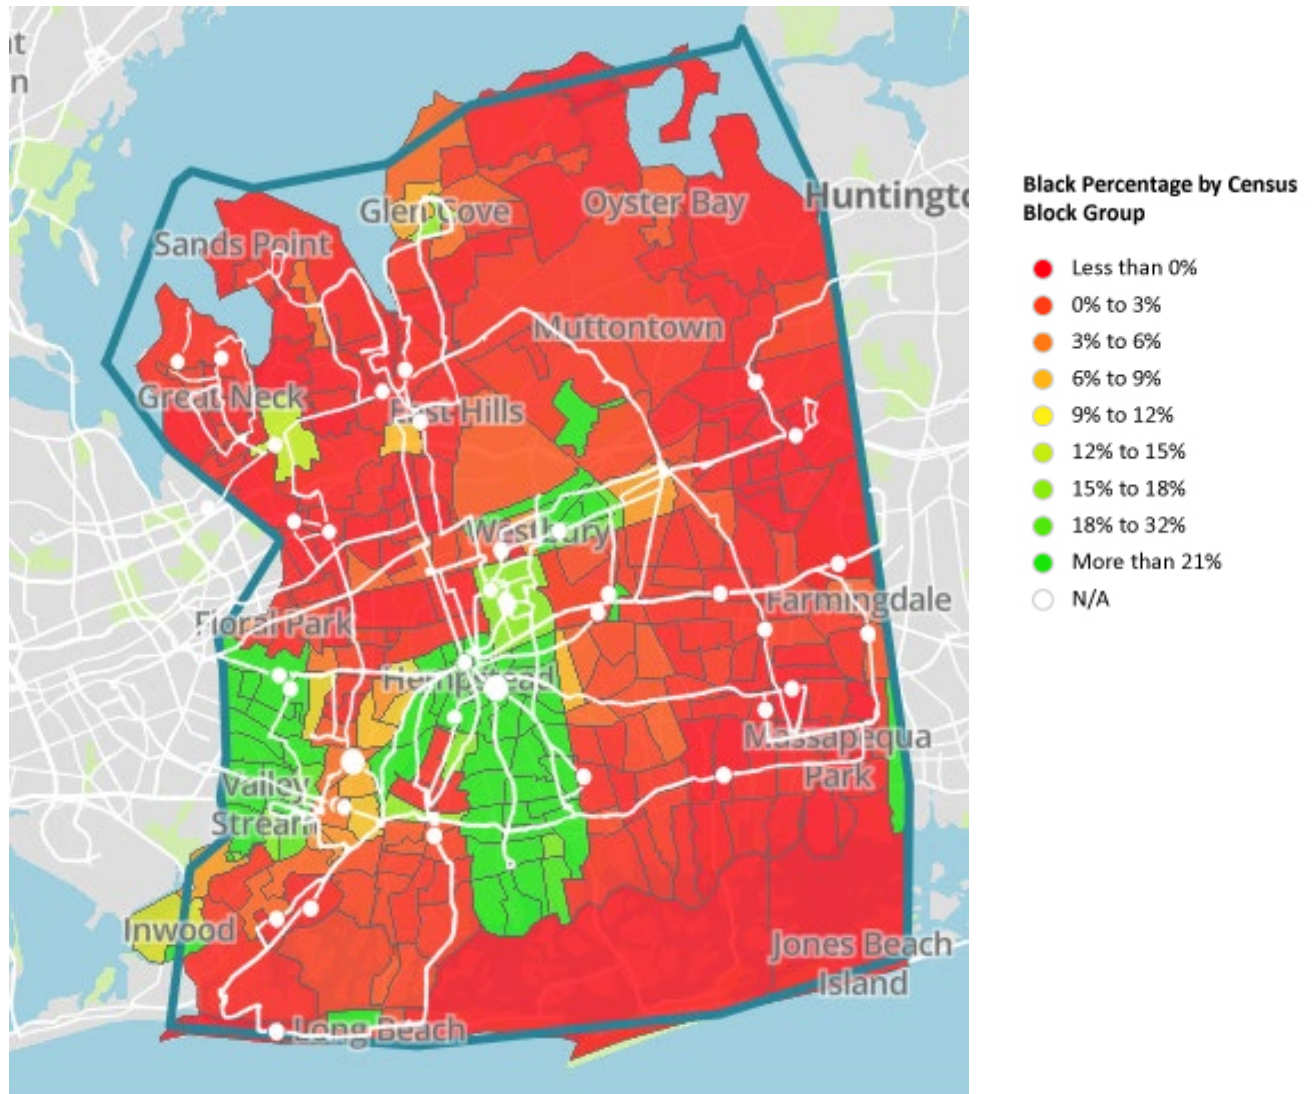 Black Percentage by Census
Block Group
Less than 0%
0% to 3%
3% to 6%
6% to 9%
9% to 12%
12% to 15%
15% to 18%
18% to 32%
More than 21%
N/A
at
n
Huntingto
Glen Cove
Oyster Bay
Sands Point
Muttontown
Great Neck
East Hills
Westbury
Farmingdale
Floral Park
Hempstead
Massapequa
Park
Valley
Stream
Inwood
Jones Beach
Island
Long Beach